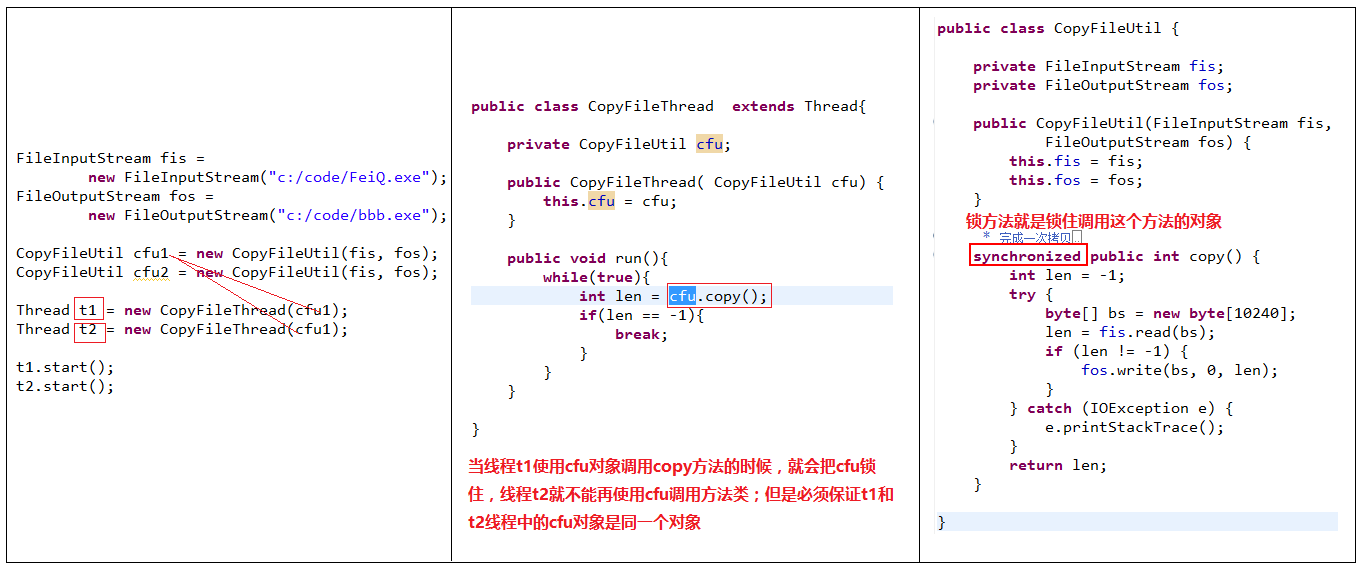 FileInputStream fis =
new FileInputStream("c:/code/FeiQ.exe");
FileOutputStream fos =
new FileOutputStream("c:/code/bbb.exe");
CopyFileUtil cfu1 = new CopyFileUtil(fis, fos);
CopyFileUtil cfu2 = new CopyFileUtil(fis, fos);
Thread t1 = new CopyFileThread(cfu1);
Thread t2 = new CopyFileThread(cfu1);
t1.start();
t2.start();
public class CopyFileThread  extends Thread{
private CopyFileUtil cfu;
public CopyFileThread( CopyFileUtil cfu) {
this.cfu = cfu;
}
public void run(){
while(true){
int len = cfu.copy();
if(len == -1){
break;
}
}
}
}
当线程t1使用cfu对象调用copy方法的时候，就会把cfu锁
住，线程t2就不能再使用cfu调用方法类；但是必须保证t1和
t2线程中的cfu对象是同一个对象
public class CopyFileUtil {
private FileInputStream fis;
private FileOutputStream fos;
public CopyFileUtil(FileInputStream fis,
FileOutputStream fos) {
this.fis = fis;
this.fos = fos;
}
锁方法就是锁住调用这个方法的对象
* 完成一次拷贝..
synchronized public int copy() {
int len = -1;
try {
byte[] bs = new byte[10240];
len = fis.read(bs);
if (len != -1) {
fos.write(bs, 0, len);
}
} catch (IOException e) {
e.printStackTrace();
}
return len;
}
}